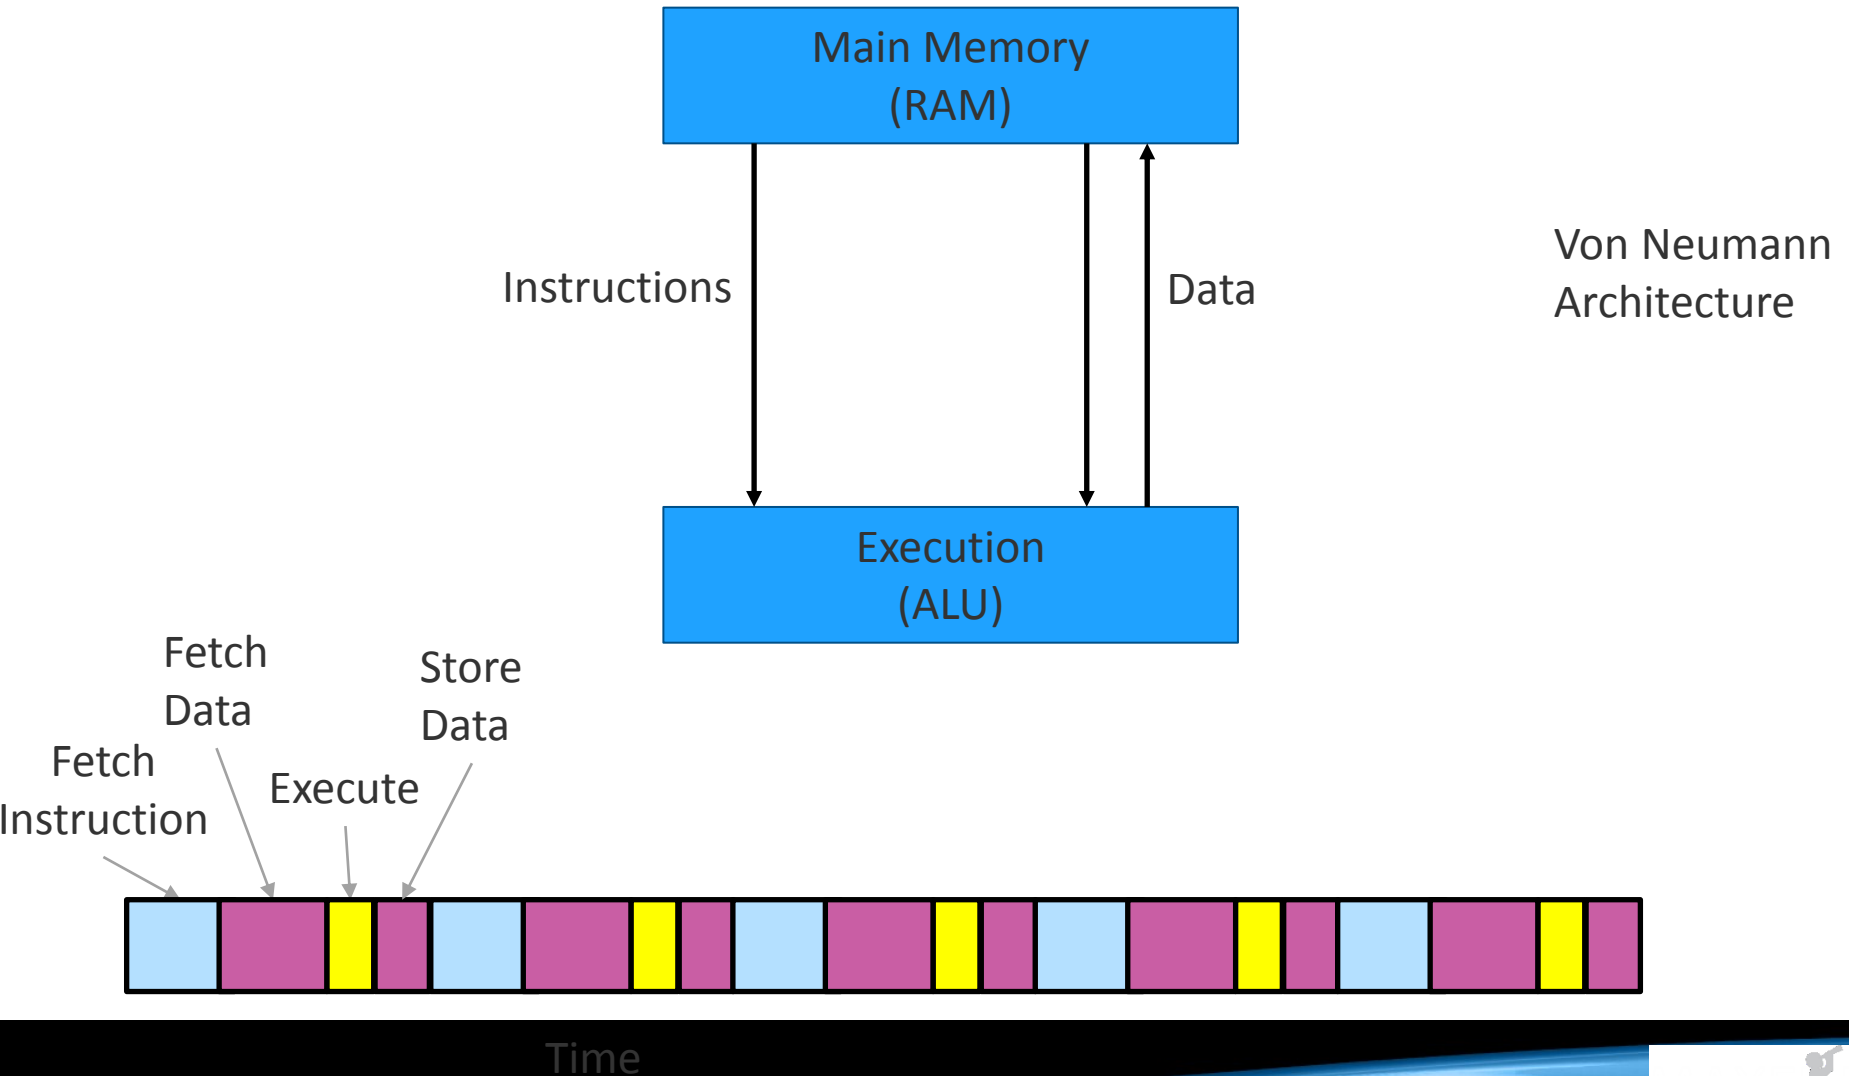 Main Memory
(RAM)
Instructions
Data
Von Neumann
Architecture
Execution
(ALU)
Fetch
Data
Store
Data
Fetch
Instruction
Execute
Time